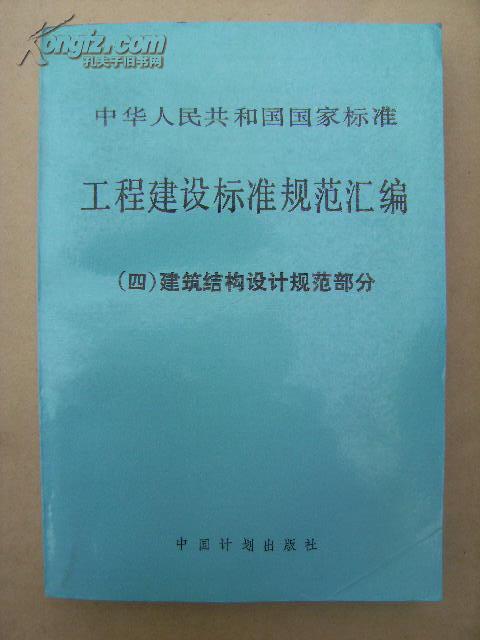 Kongfz.com
孔夫子旧书网
中华人民共和国国家标准
工程建设标准规范汇编
(四)建筑结构设计规范部分
中国计划出版社